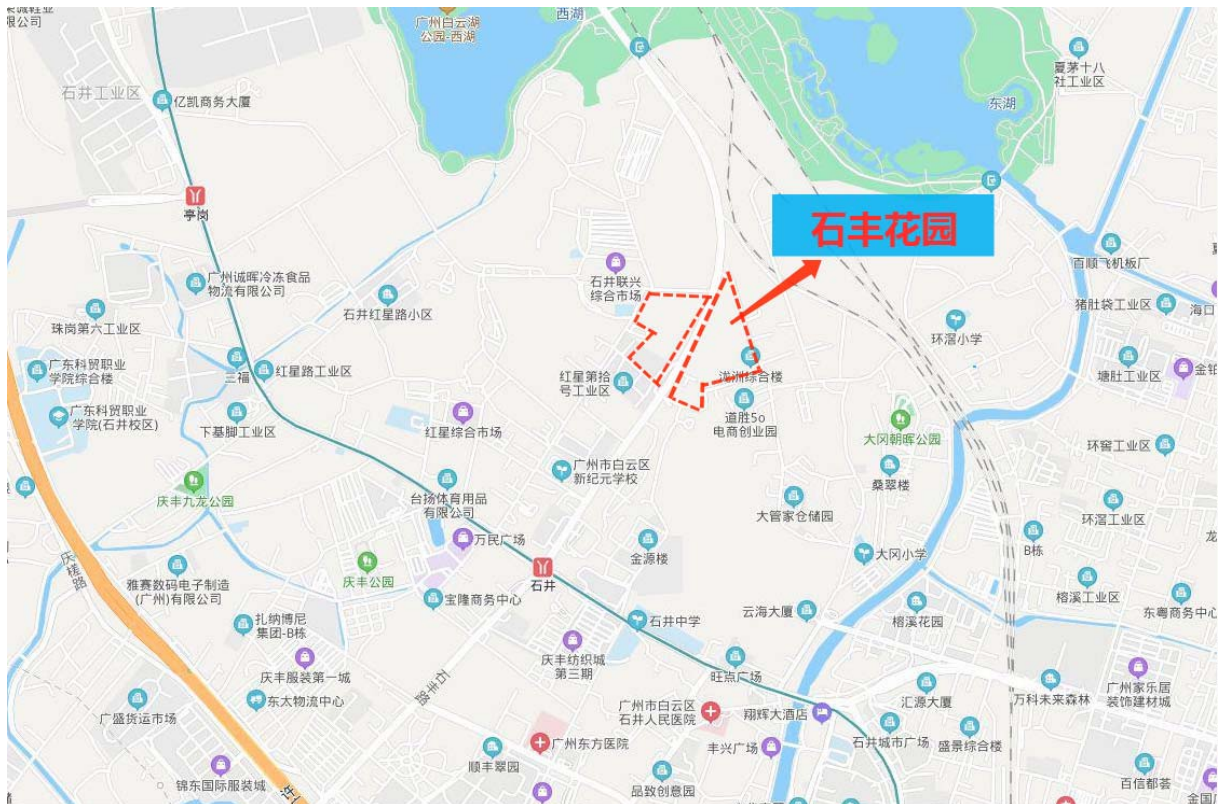 限公司
广州白云湖
公园-西湖
西湖
夏茅十八
社工业区
石井工业区
亿凯商务大厦
东湖
亭岗
石丰花园
百顺飞机板厂
石井联兴
综合市场
广州诚晖冷冻食品
物流有限公司
石井红星路小区
猪肚袋工业区
海口
珠岗第六工业区
环滘小学
广东科贸职业
学院综合楼
三福
红星路工业区
红星第拾
号工业区
泷洲综合楼
塘肚工业区
金铂
广东科贸职业
学院(石井校区)
下基脚工业区
红星综合市场
道胜5o
电商创业园
大冈朝晖公园
环窖工业区
广州市白云区
新纪元学校
桑翠楼
庆丰九龙公园
台扬体育用品
有限公司
大管家仓储园
环滘工业区
龙
万民广场
金源楼
大冈小学
B栋
庆槎路
庆丰公园
石井
雅赛数码电子制造
(广州)有限公司
宝隆商务中心
榕溪工业区
东粤商务中心
云海大厦
榕溪花园
扎纳博尼
集团-B栋
石井中学
庆丰服装第一城
庆丰纺织城
第三期
旺点广场
石丰路
广州家乐居
装饰建材城
东太物流中心
汇源大厦
万科未来森林
广盛货运市场
广州市白云区
石井人民医院
翔辉大酒店
广州东方医院
丰兴广场
石井城市广场
盛景综合楼
顺丰翠园
锦东国际服装城
品致创意园
百信都荟
金国